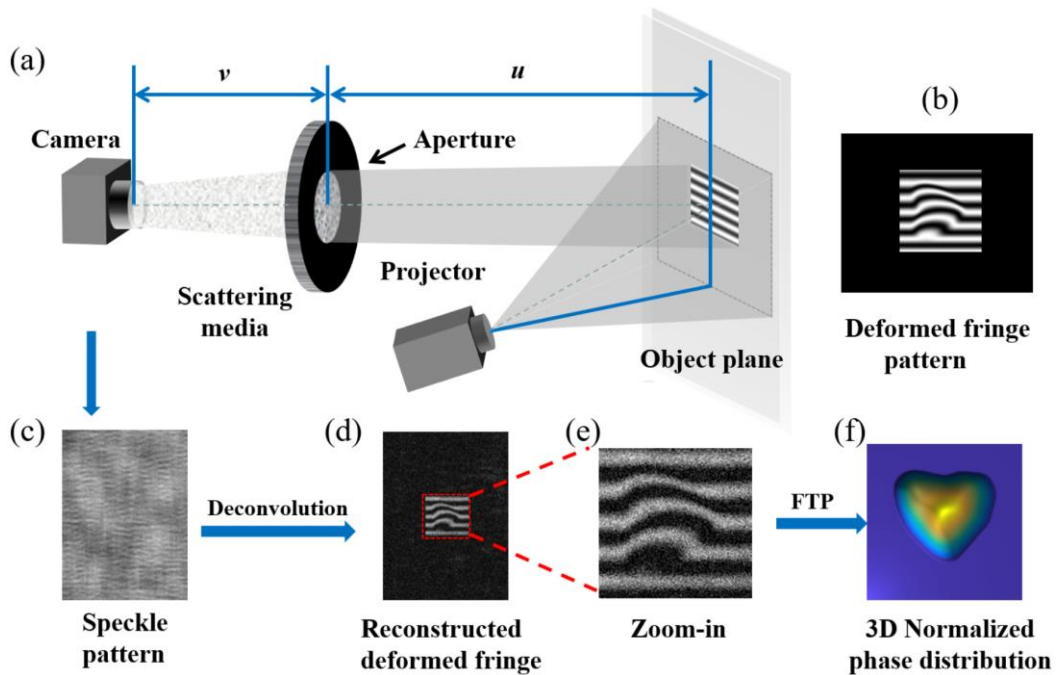 (a)
v
u
Camera
Aperture
Scattering
media
Projector
Object plane
(b)
Deformed fringe
pattern
(c)
Speckle
pattern
Deconvolution
(d)
Reconstructed
deformed fringe
(e)
Zoom-in
FTP
(f)
3D Normalized
phase distribution